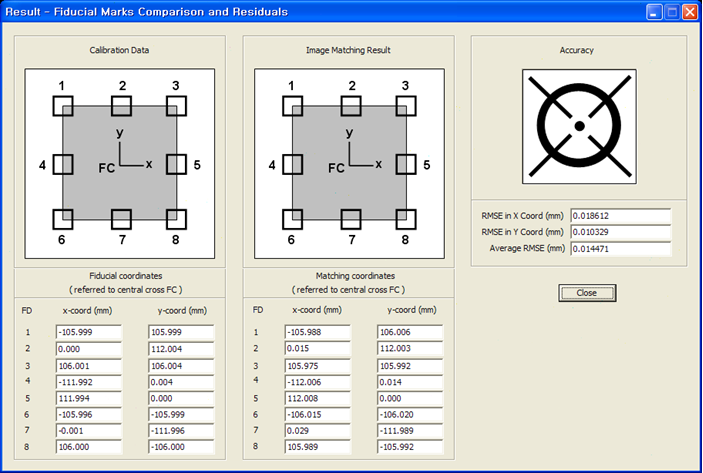 Result - Fiducial Marks Comparison and Residuals
Calibration Data
1 2 3
y
4 FC x 5
6 7 8
Fiducial coordinates
( referred to central cross FC )
FD x-coord (mm) y-coord (mm)
1 -105.999 105.999
2 0.000 112.004
3 106.001 106.004
4 -111.992 0.004
5 111.994 0.000
6 -105.996 -105.999
7 -0.001 -111.996
8 106.000 -106.000
Image Matching Result
1 2 3
y
4 FC x 5
6 7 8
Matching coordinates
( referred to central cross FC )
FD x-coord (mm) y-coord (mm)
1 -105.988 106.006
2 0.015 112.003
3 105.975 105.992
4 -112.006 0.014
5 112.008 0.000
6 -106.015 -106.020
7 0.029 -111.989
8 105.989 -105.992
Accuracy
RMSE in X Coord (mm) 0.018612
RMSE in Y Coord (mm) 0.010329
Average RMSE (mm) 0.014471
Close